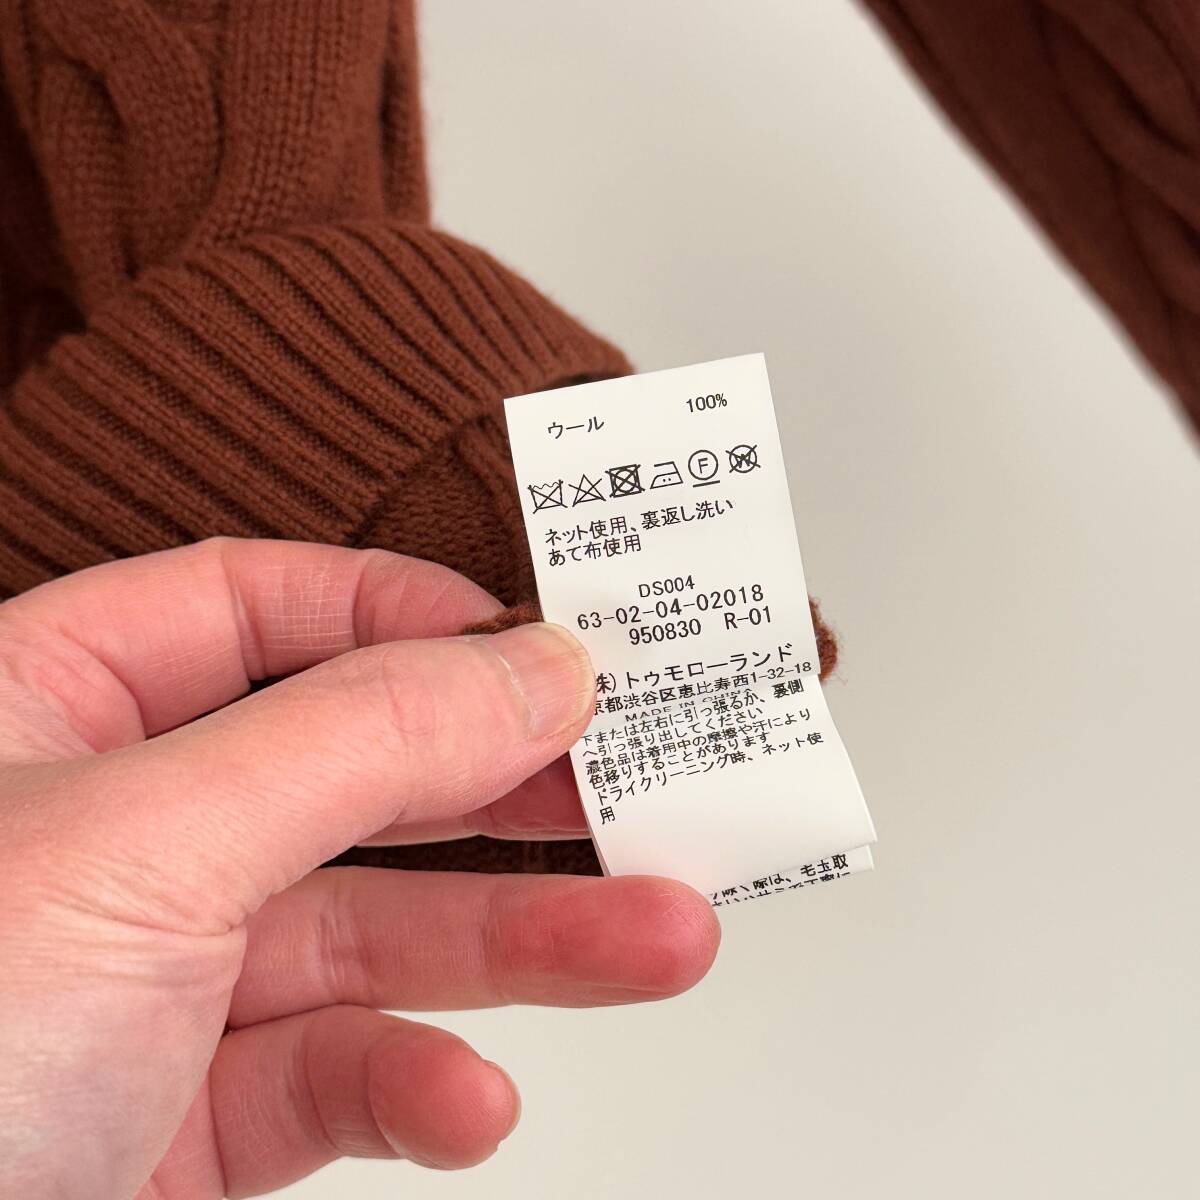 ウール 100%
F W
ネット使用、裏返し洗い
あて布使用
DS004
63-02-04-02018
950830 R-01
株)トゥモローランド
京都渋谷区恵比寿西1-32-18
MADE IN CHINA
下または左右に引っ張るか、裏側
へ引っ張り出してください。
濃色品は着用中の摩擦や汗により
色移りすることがあります
ドライクリーニング時、ネット使
用
際は、毛玉取